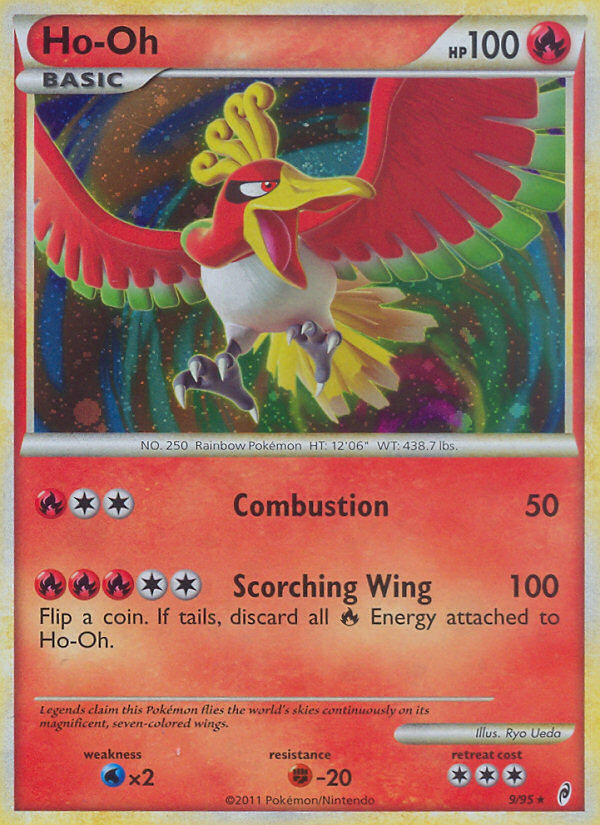 Ho-Oh
HP100
BASIC
NO. 250 Rainbow Pokémon HT: 12'06" WT: 438.7 lbs.
Combustion 50
Scorching Wing 100
Flip a coin. If tails, discard all Energy attached to
Ho-Oh.
Legends claim this Pokémon flies the world's skies continuously on its
magnificent, seven-colored wings.
Illus. Ryo Ueda
weakness resistance retreat cost
×2 -20
©2011 Pokémon/Nintendo 9/95 ★